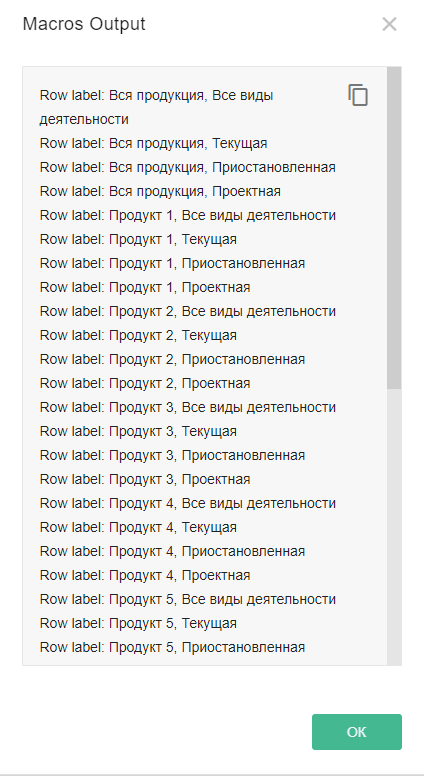 Macros Output
Row label: Вся продукция, Все виды
деятельности
Row label: Вся продукция, Текущая
Row label: Вся продукция, Приостановленная
Row label: Вся продукция, Проектная
Row label: Продукт 1, Все виды деятельности
Row label: Продукт 1, Текущая
Row label: Продукт 1, Приостановленная
Row label: Продукт 1, Проектная
Row label: Продукт 2, Все виды деятельности
Row label: Продукт 2, Текущая
Row label: Продукт 2, Приостановленная
Row label: Продукт 2, Проектная
Row label: Продукт 3, Все виды деятельности
Row label: Продукт 3, Текущая
Row label: Продукт 3, Приостановленная
Row label: Продукт 3, Проектная
Row label: Продукт 4, Все виды деятельности
Row label: Продукт 4, Текущая
Row label: Продукт 4, Приостановленная
Row label: Продукт 4, Проектная
Row label: Продукт 5, Все виды деятельности
Row label: Продукт 5, Текущая
Row label: Продукт 5, Приостановленная
OK